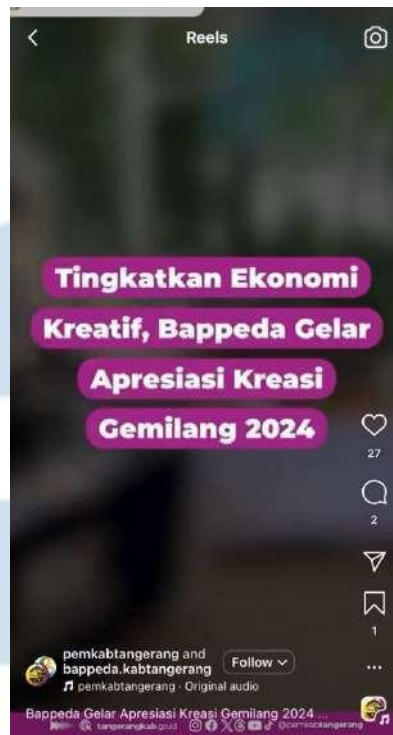 Reels
Tingkatkan Ekonomi
Kreatif, Bappeda Gelar
Apresiasi Kreasi
Gemilang 2024
27
2
1
pemkabtangerang and
bappeda.kabtangerang
Follow
pemkabtangerang · Original audio
Bappeda Gelar Apresiasi Kreasi Gemilang 2024 ...
tangerangkab.go.id
@pemkabtangerang